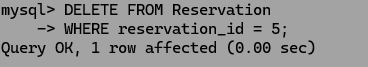 mysql> DELETE FROM Reservation
    -> WHERE reservation_id = 5;
Query OK, 1 row affected (0.00 sec)